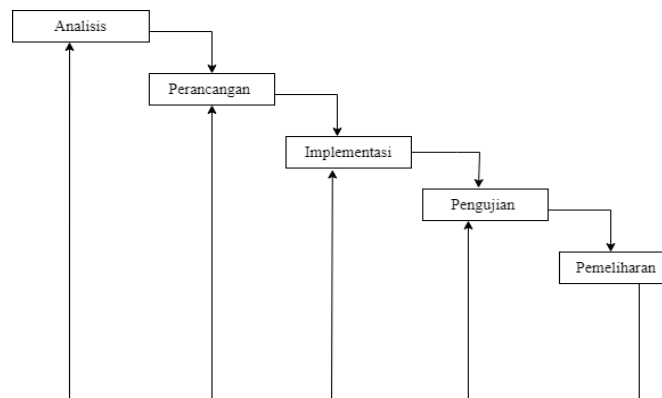 Analisis
Perancangan
Implementasi
Pengujian
Pemeliharan